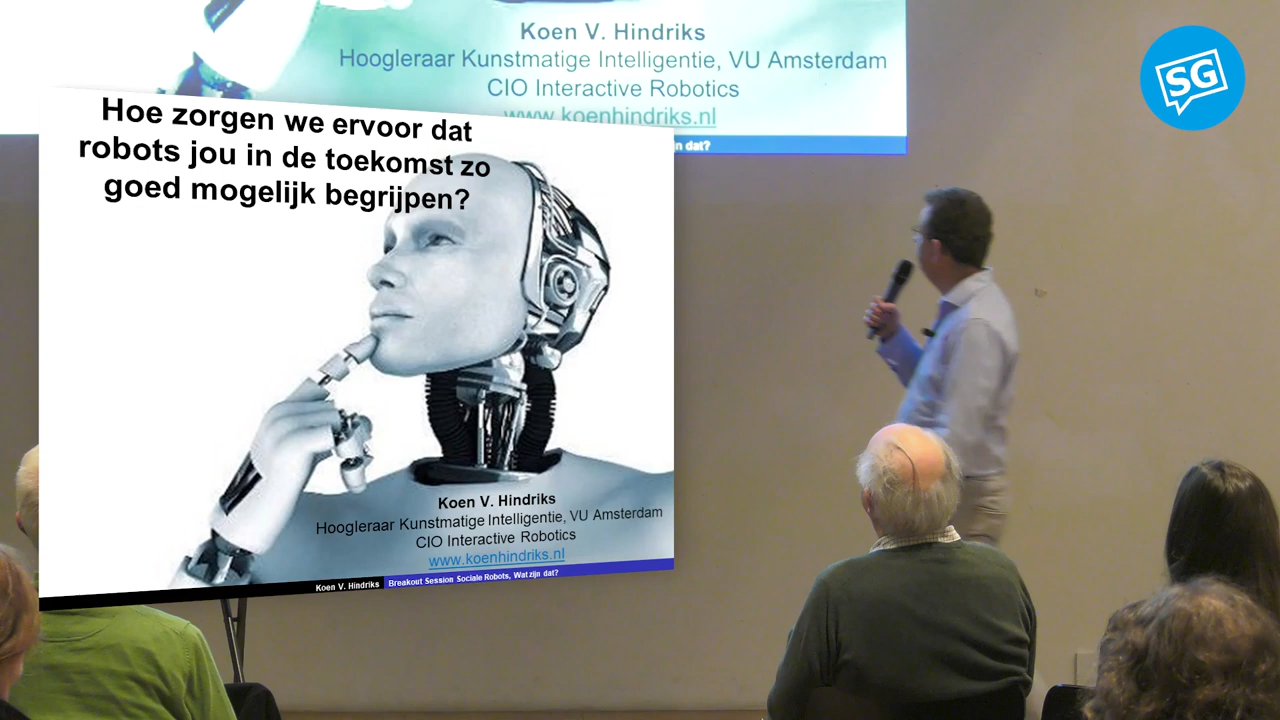 Koen V. Hindriks
Hoogleraar Kunstmatige Intelligentie, VU Amsterdam
CIO Interactive Robotics
www.koenhindriks.nl
n dat?
SG
Hoe zorgen we ervoor dat
robots jou in de toekomst zo
goed mogelijk begrijpen?
Koen V. Hindriks
Hoogleraar Kunstmatige Intelligentie, VU Amsterdam
CIO Interactive Robotics
www.koenhindriks.nl
Koen V. Hindriks Breakout Session Sociale Robots, Wat zijn dat?